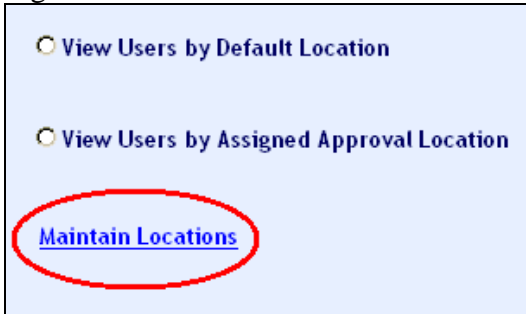 View Users by Default Location
View Users by Assigned Approval Location
Maintain Locations